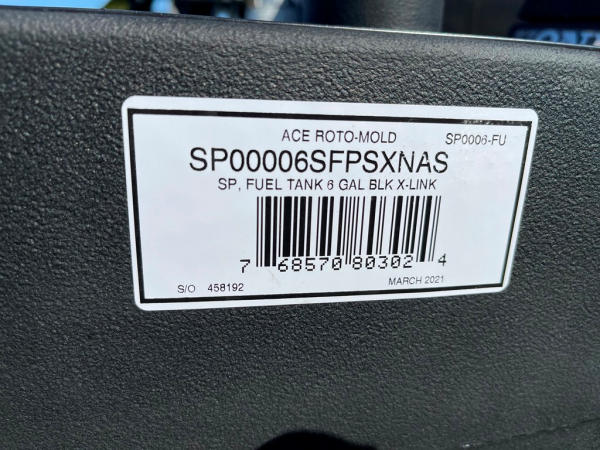 ACE ROTO-MOLD SP0006-FU
SP00006SFPSXNAS
SP, FUEL TANK 6 GAL BLK X-LINK
7 68570 80302 4
S/O 458192 MARCH 2021